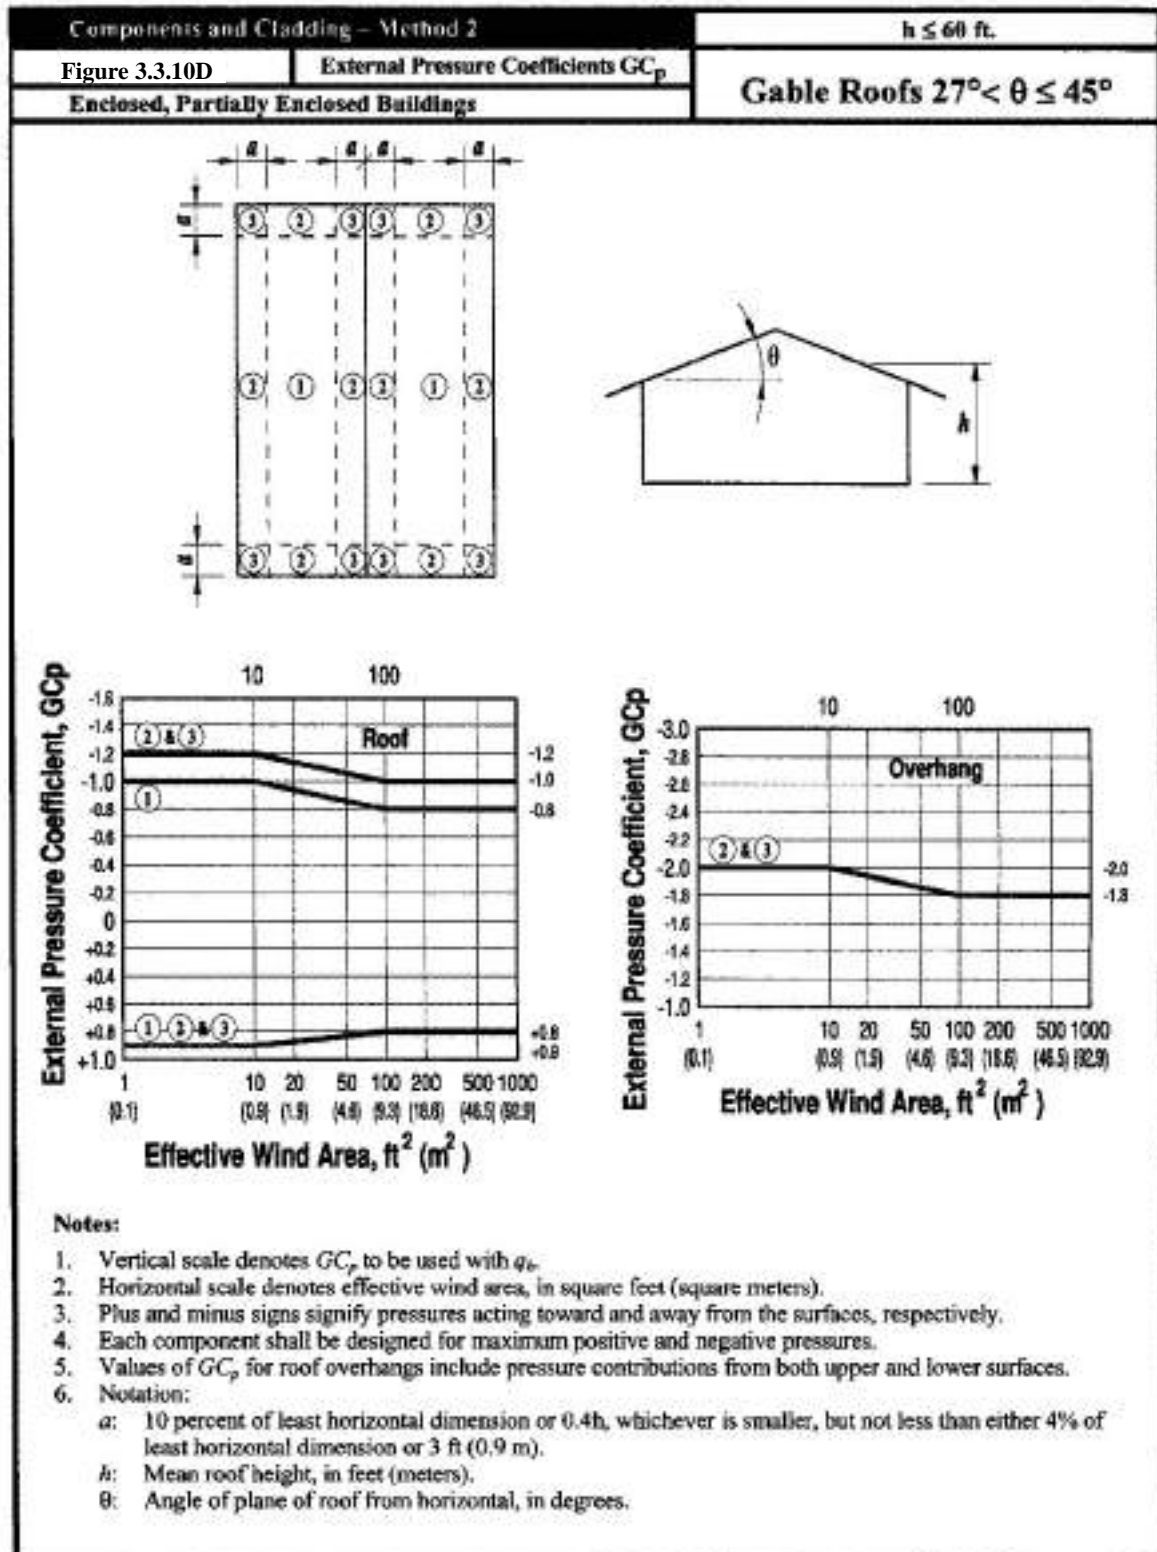 Components and Cladding – Method 2
h ≤ 60 ft.
Figure 3.3.10D
External Pressure Coefficients GCp
Gable Roofs 27°< θ ≤ 45°
Enclosed, Partially Enclosed Buildings
a a a a
a
3 2 3 3 2 3
2 1 2 2 1 2
a
3 2 3 3 2 3
θ
h
External Pressure Coefficient, GCp
10 100
-1.6
-1.4
-1.2
-1.0
-0.8
-0.6
-0.4
-0.2
0
+0.2
+0.4
+0.6
+0.8
+1.0
2 & 3
Roof
1
1 2 & 3
-1.2
-1.0
-0.8
+0.8
+0.9
1 10 20 50 100 200 500 1000
(0.1) (0.9) (1.9) (4.6) (9.3) (18.6) (46.5) (92.9)
Effective Wind Area, ft2 (m2)
External Pressure Coefficient, GCp
10 100
-3.0
-2.8
-2.6
-2.4
-2.2
-2.0
-1.8
-1.6
-1.4
-1.2
-1.0
Overhang
2 & 3
-2.0
-1.8
1 10 20 50 100 200 500 1000
(0.1) (0.9) (1.9) (4.6) (9.3) (18.6) (46.5) (92.9)
Effective Wind Area, ft2 (m2)
Notes:
1. Vertical scale denotes GCp to be used with qh.
2. Horizontal scale denotes effective wind area, in square feet (square meters).
3. Plus and minus signs signify pressures acting toward and away from the surfaces, respectively.
4. Each component shall be designed for maximum positive and negative pressures.
5. Values of GCp for roof overhangs include pressure contributions from both upper and lower surfaces.
6. Notation:
a: 10 percent of least horizontal dimension or 0.4h, whichever is smaller, but not less than either 4% of
least horizontal dimension or 3 ft (0.9 m).
h: Mean roof height, in feet (meters).
θ: Angle of plane of roof from horizontal, in degrees.